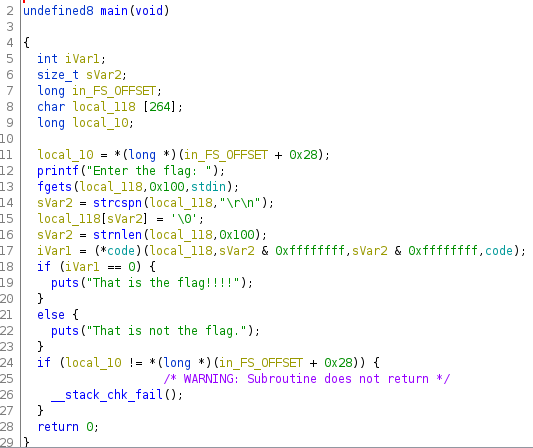 2 undefined8 main(void)
3
4 {
5 int iVar1;
6 size_t sVar2;
7 long in_FS_OFFSET;
8 char local_118 [264];
9 long local_10;
10
11 local_10 = *(long *)(in_FS_OFFSET + 0x28);
12 printf("Enter the flag: ");
13 fgets(local_118,0x100,stdin);
14 sVar2 = strcspn(local_118,"\r\n");
15 local_118[sVar2] = '\0';
16 sVar2 = strnlen(local_118,0x100);
17 iVar1 = (*code)(local_118,sVar2 & 0xffffffff,sVar2 & 0xffffffff,code);
18 if (iVar1 == 0) {
19 puts("That is the flag!!!!");
20 }
21 else {
22 puts("That is not the flag.");
23 }
24 if (local_10 != *(long *)(in_FS_OFFSET + 0x28)) {
25 /* WARNING: Subroutine does not return */
26 __stack_chk_fail();
27 }
28 return 0;
29 }